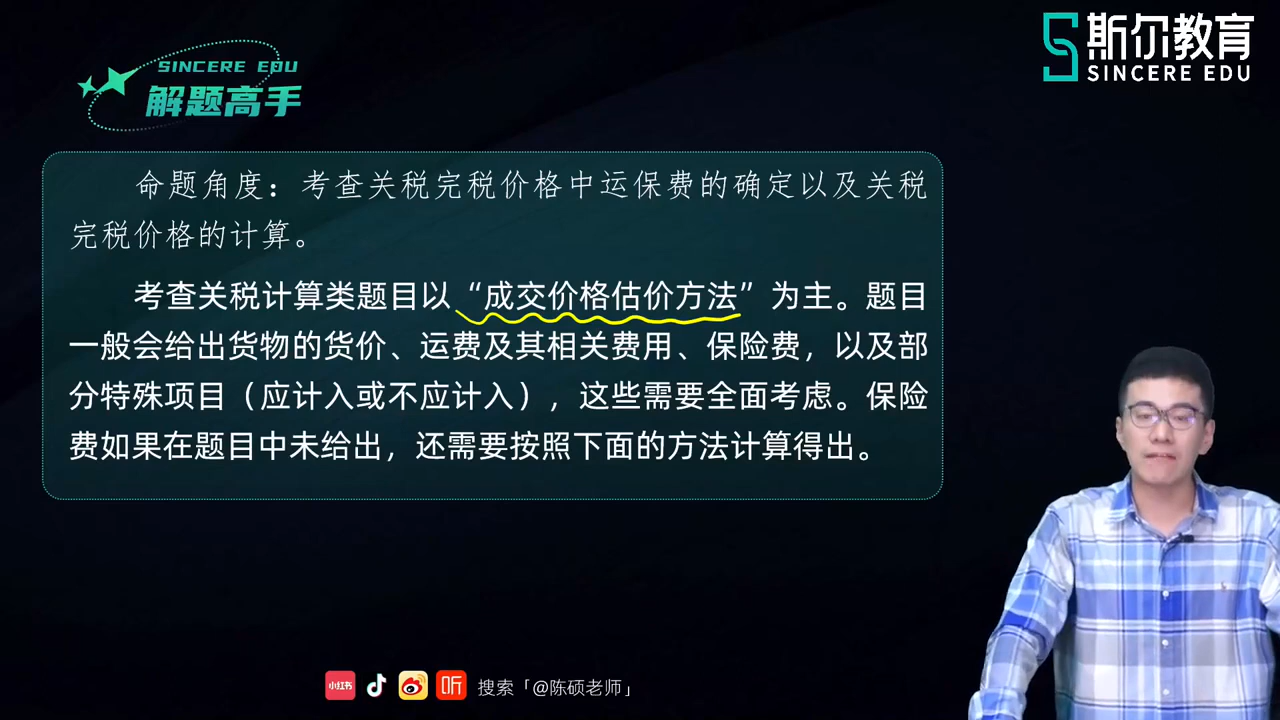 SINCERE EDU
解题高手
斯尔教育
SINCERE EDU
命题角度：考查关税完税价格中运保费的确定以及关税
完税价格的计算。
考查关税计算类题目以“成交价格估价方法”为主。题目
一般会给出货物的货价、运费及其相关费用、保险费，以及部
分特殊项目（应计入或不应计入），这些需要全面考虑。保险
费如果在题目中未给出，还需要按照下面的方法计算得出。
小红书
听
搜索「@陈硕老师」